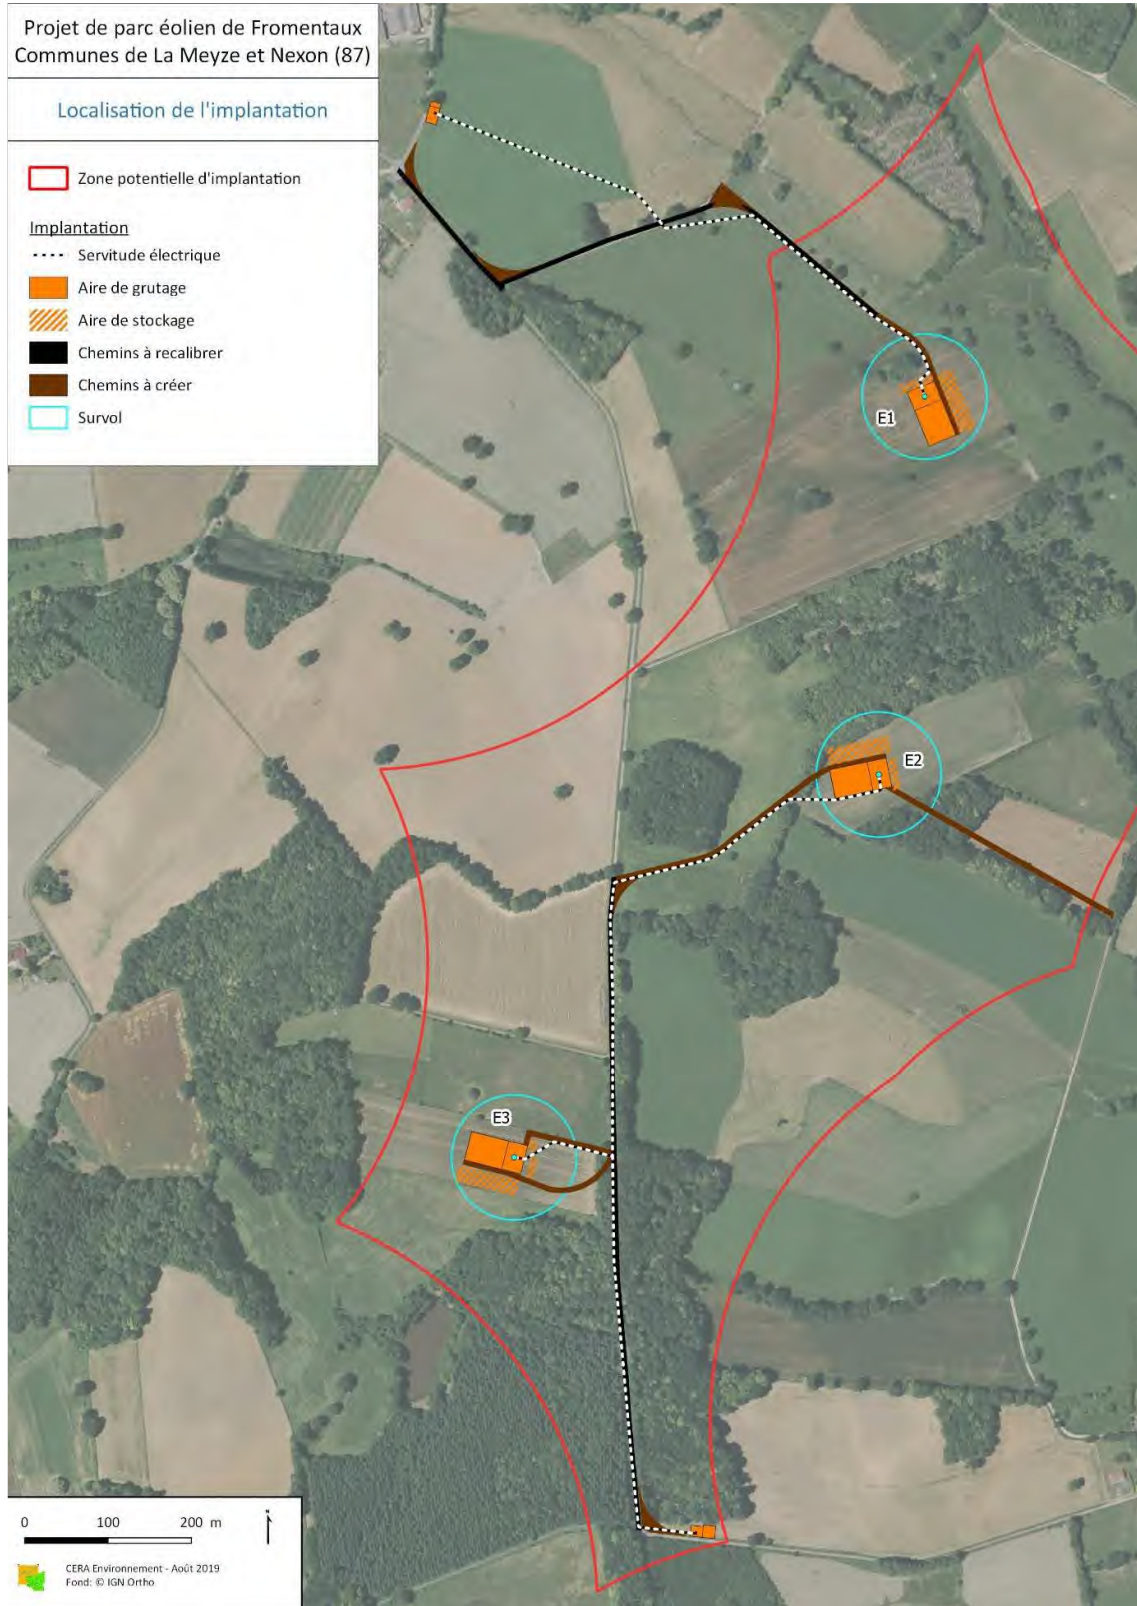 Projet de parc éolien de Fromentaux
Communes de La Meyze et Nexon (87)
Localisation de l'implantation
Zone potentielle d'implantation
Implantation
Servitude électrique
Aire de grutage
Aire de stockage
Chemins à recalibrer
Chemins à créer
Survol
E1
E2
E3
0 100 200 m
N
CERA Environnement - Août 2019
Fond: © IGN Ortho